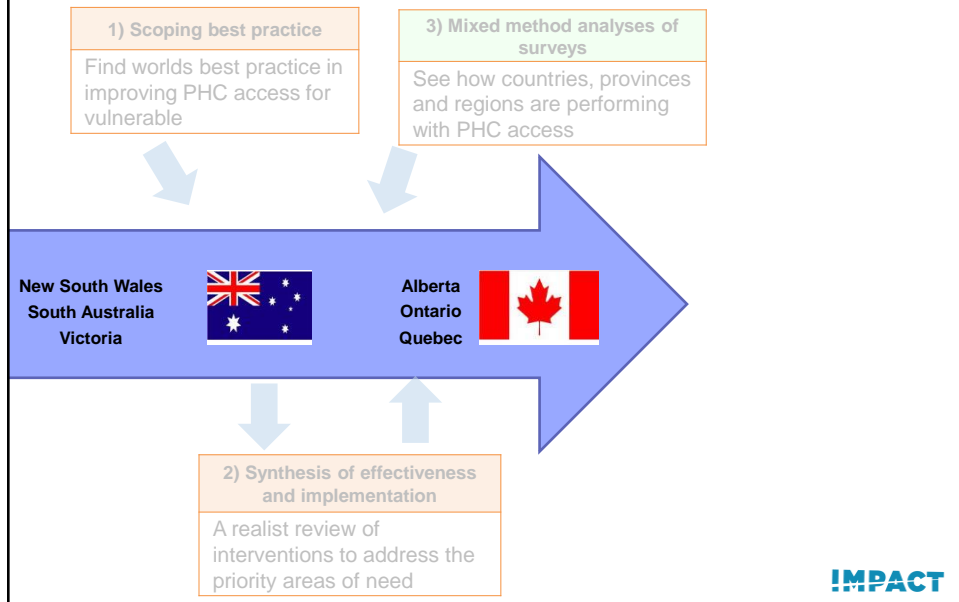 1) Scoping best practice
Find worlds best practice in
improving PHC access for
vulnerable
3) Mixed method analyses of
surveys
See how countries, provinces
and regions are performing
with PHC access
New South Wales
South Australia
Victoria
Alberta
Ontario
Quebec
2) Synthesis of effectiveness
and implementation
A realist review of
interventions to address the
priority areas of need
IMPACT